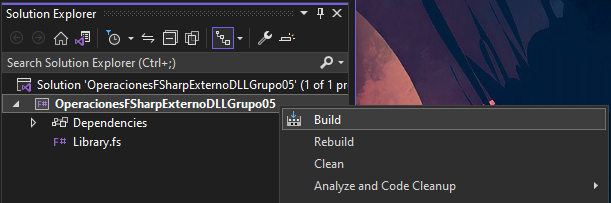 Solution Explorer
Search Solution Explorer (Ctrl+;)
Solution 'OperacionesFSharpExternoDLLGrupo05' (1 of 1 pr
F# OperacionesFSharpExternoDLLGrupo05
Dependencies
F# Library.fs
Build
Rebuild
Clean
Analyze and Code Cleanup